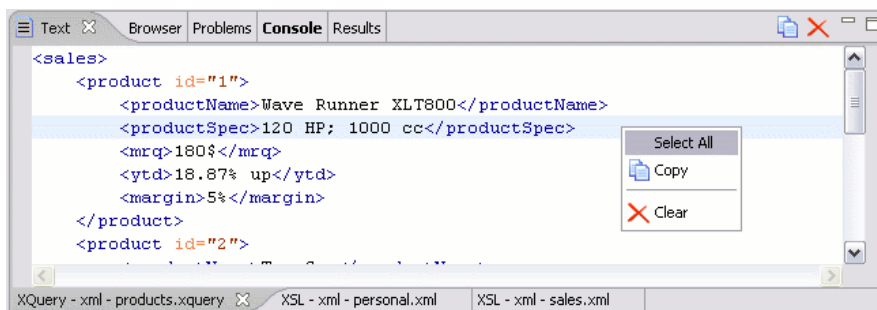 Text Browser Problems Console Results
<sales>
<product id="1">
<productName>Wave Runner XLT800</productName>
<productSpec>120 HP; 1000 cc</productSpec>
<mrq>180$</mrq>
<ytd>18.87% up</ytd>
<margin>5%</margin>
</product>
<product id="2">
Select All
Copy
Clear
XQuery - xml - products.xquery XSL - xml - personal.xml XSL - xml - sales.xml